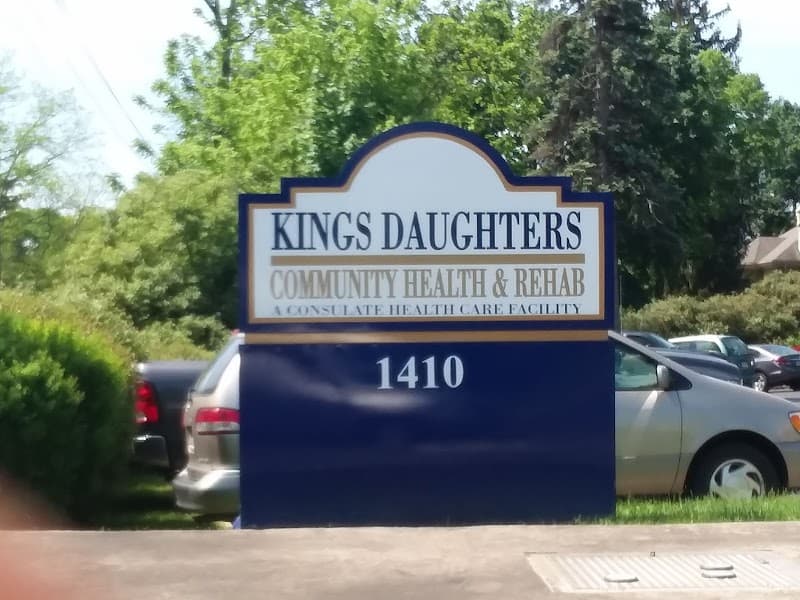 KINGS DAUGHTERS
COMMUNITY HEALTH & REHAB
A CONSULATE HEALTH CARE FACILITY
1410